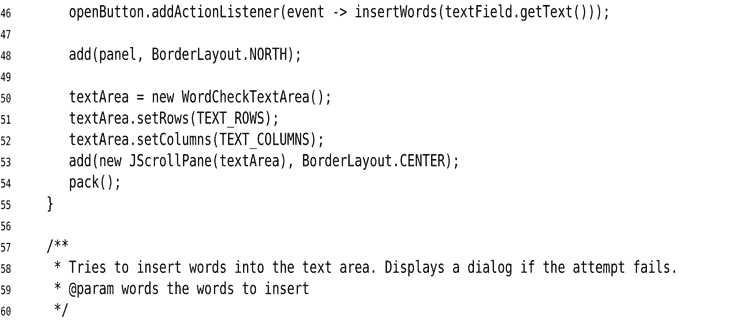 46 openButton.addActionListener(event -> insertWords(textField.getText()));
47
48 add(panel, BorderLayout.NORTH);
49
50 textArea = new WordCheckTextArea();
51 textArea.setRows(TEXT_ROWS);
52 textArea.setColumns(TEXT_COLUMNS);
53 add(new JScrollPane(textArea), BorderLayout.CENTER);
54 pack();
55 }
56
57 /**
58 * Tries to insert words into the text area. Displays a dialog if the attempt fails.
59 * @param words the words to insert
60 */